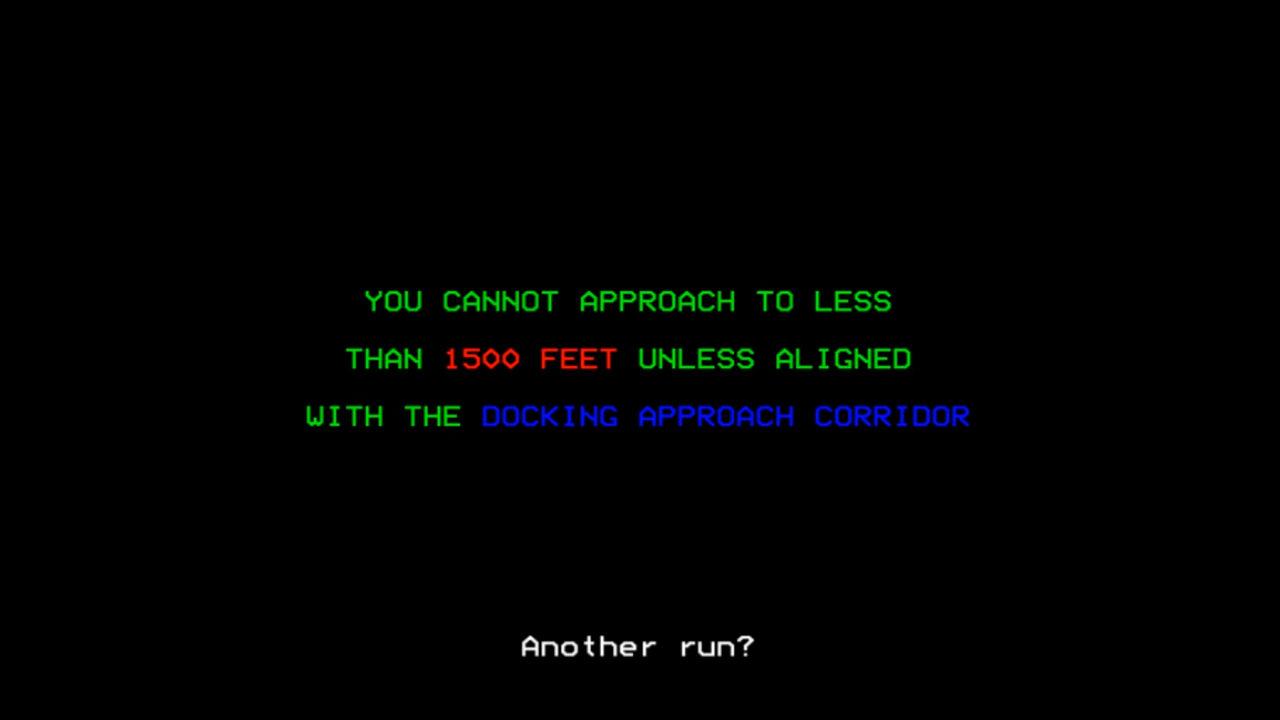 YOU CANNOT APPROACH TO LESS
THAN 1500 FEET UNLESS ALIGNED
WITH THE DOCKING APPROACH CORRIDOR
Another run?